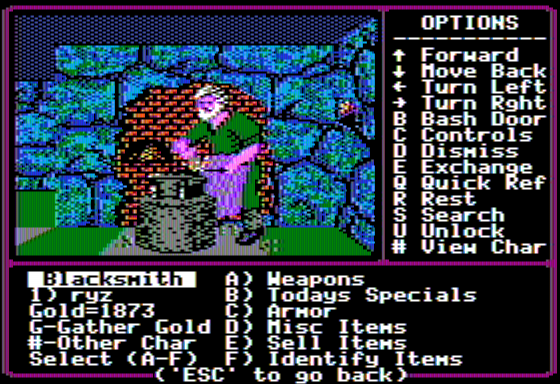 OPTIONS
------------
↑ Forward
↓ Move Back
← Turn Left
→ Turn Rght
B Bash Door
C Controls
D Dismiss
E Exchange
Q Quick Ref
R Rest
S Search
U Unlock
# View Char
Blacksmith
1) ryz
Gold=1873
G-Gather Gold
#-Other Char
Select (A-F)
A) Weapons
B) Todays Specials
C) Armor
D) Misc Items
E) Sell Items
F) Identify Items
('ESC' to go back)